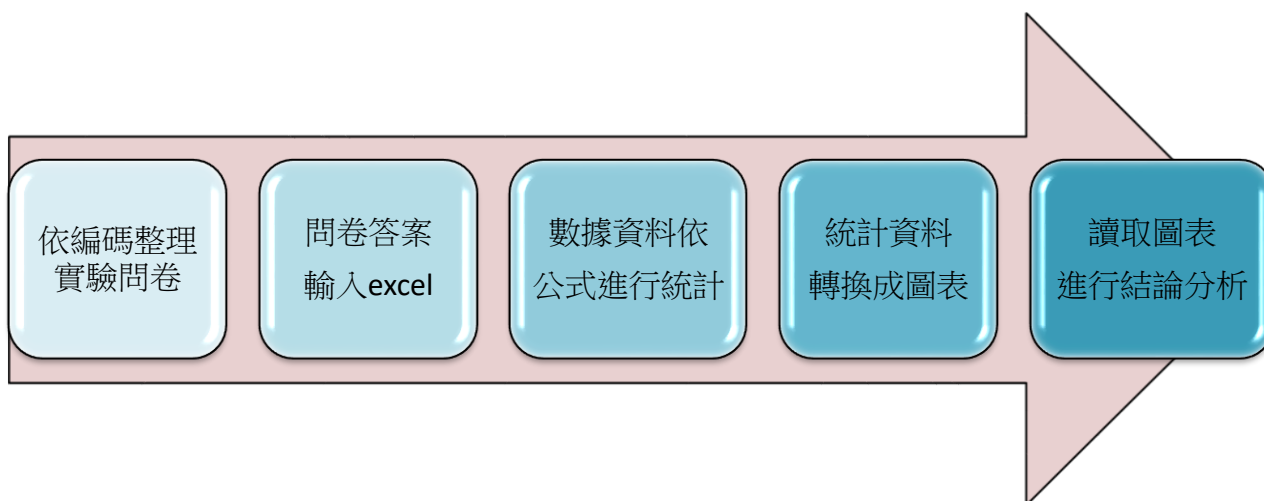 依編碼整理
實驗問卷
問卷答案
輸入excel
數據資料依
公式進行統計
統計資料
轉換成圖表
讀取圖表
進行結論分析